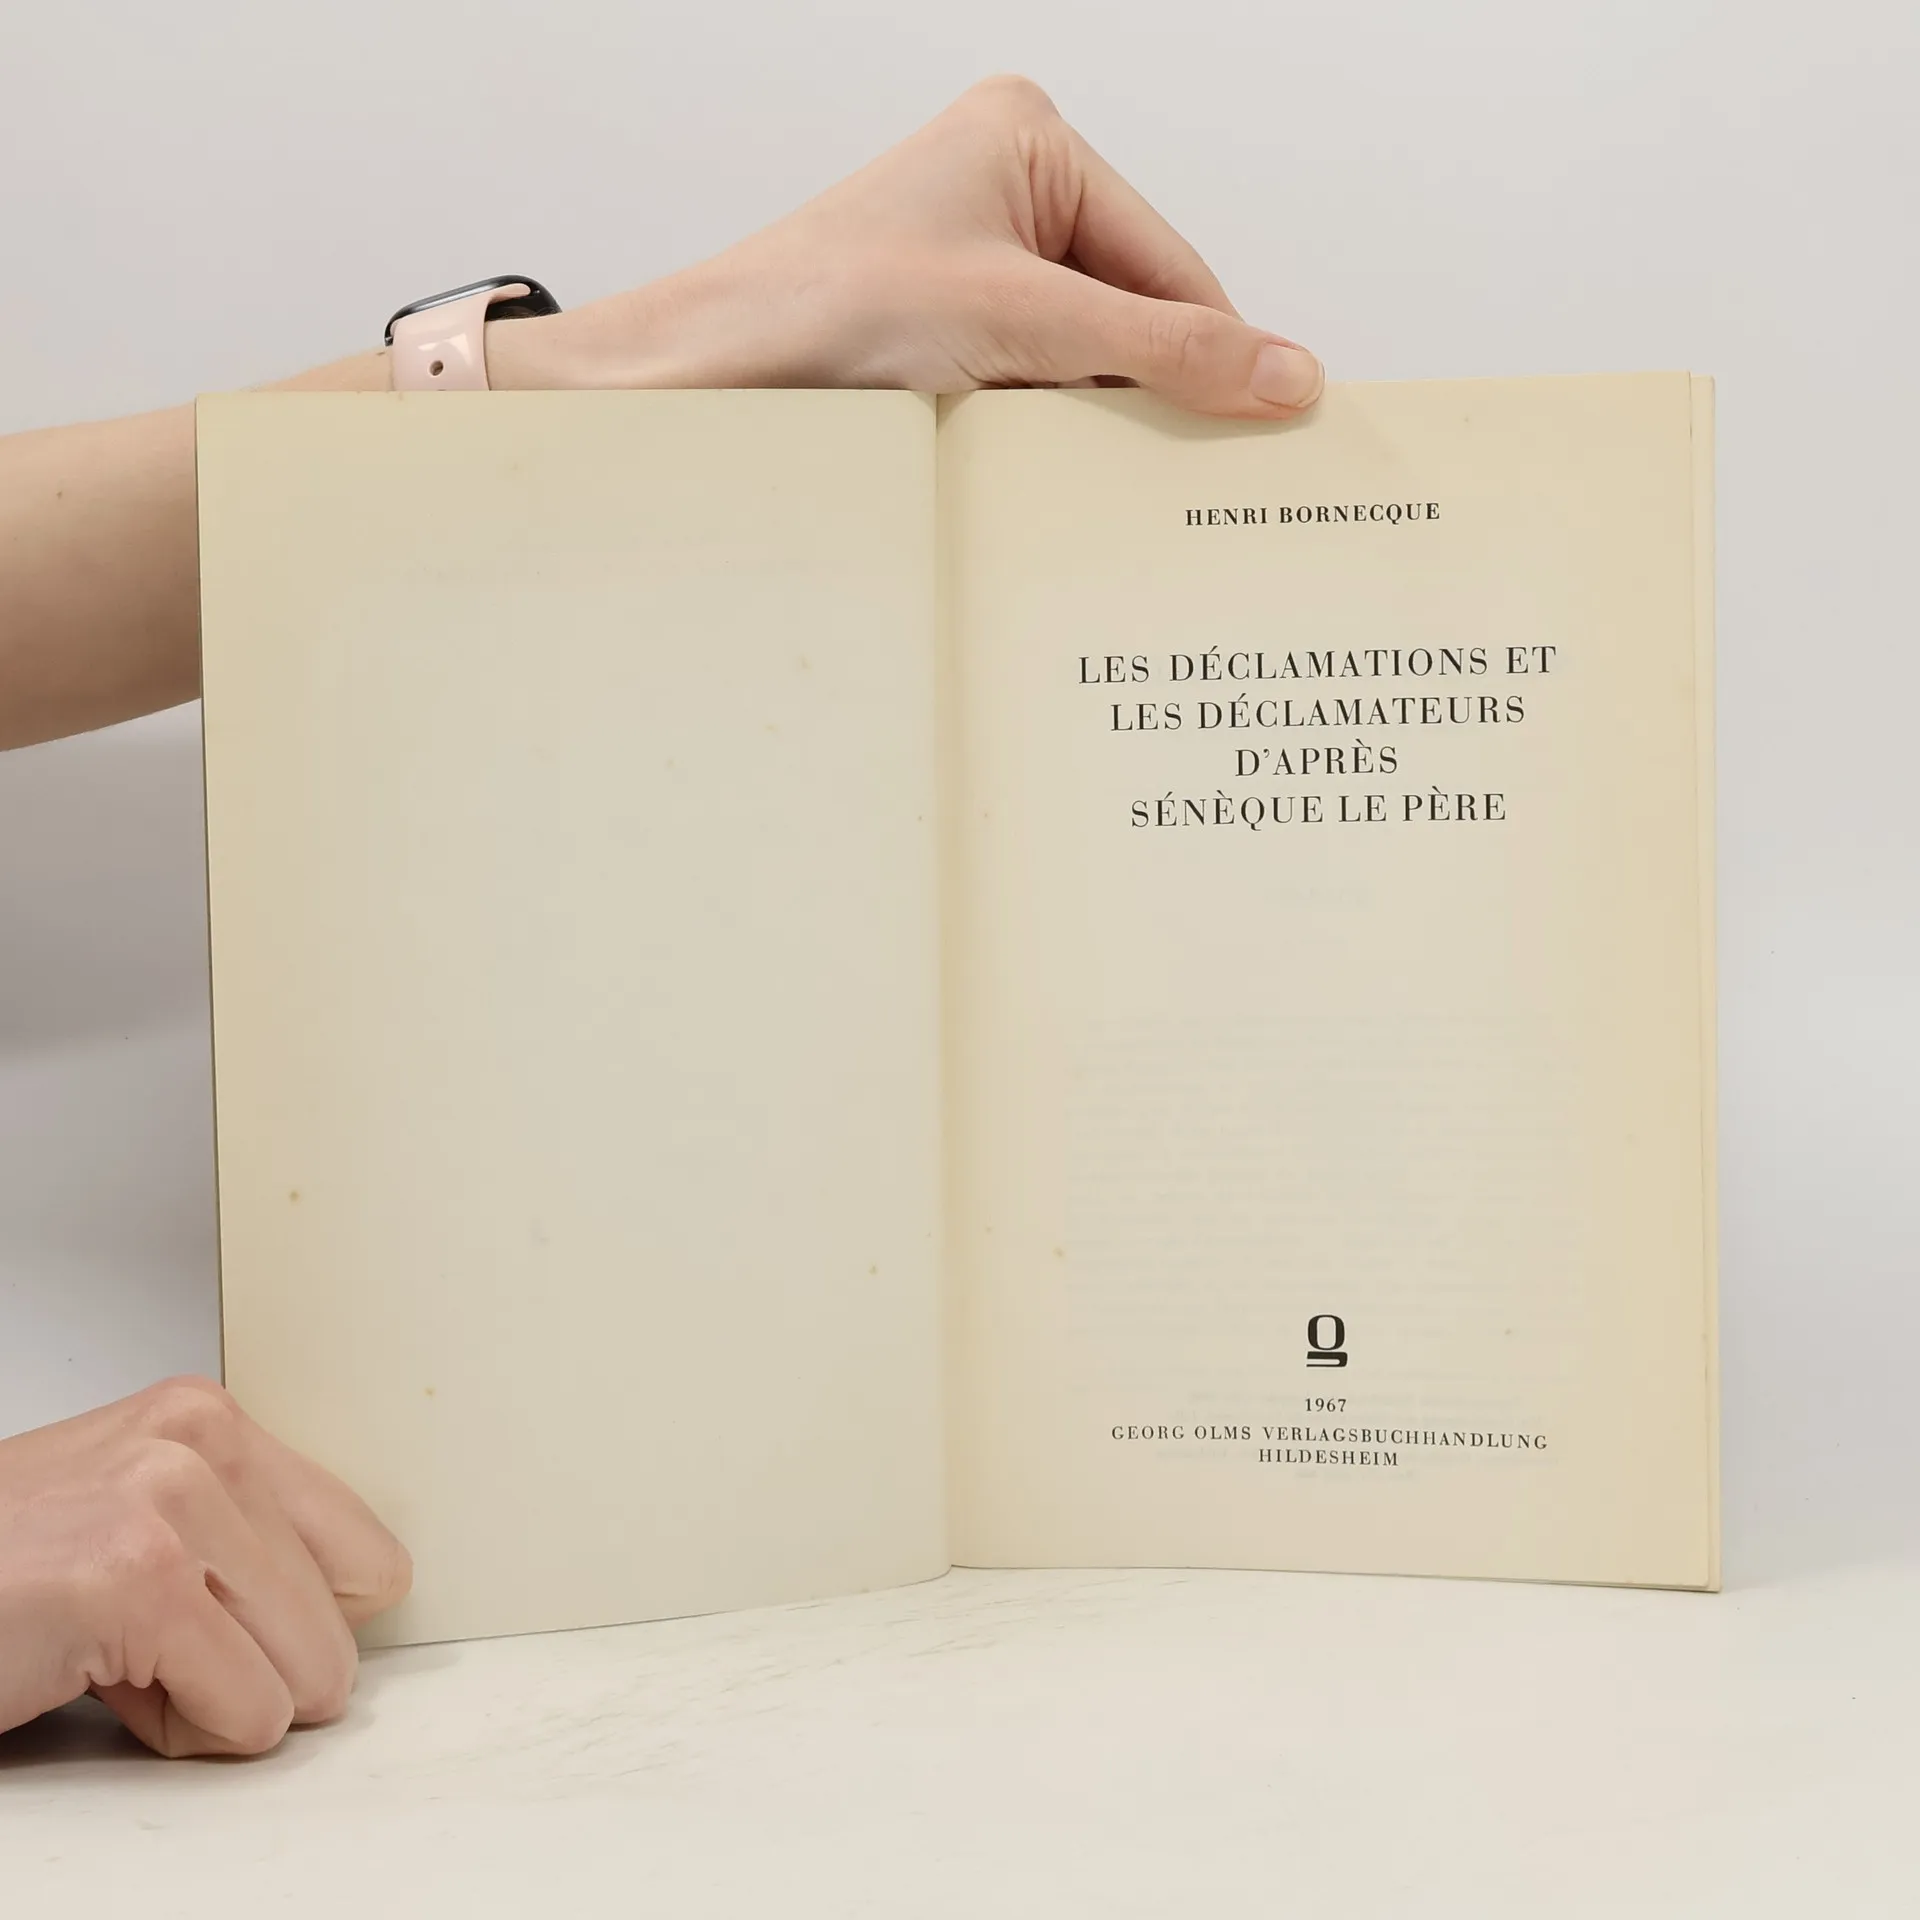 HENRI BORNECQUE
LES DÉCLAMATIONS ET
LES DÉCLAMATEURS
D’APRÈS
SÉNÈQUE LE PÈRE
1967
GEORG OLMS VERLAGSBUCHHANDLUNG
HILDESHEIM